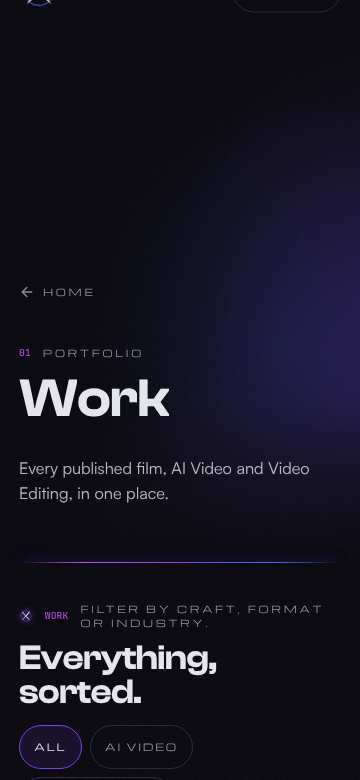 HOME
01 PORTFOLIO
Work
Every published film, AI Video and Video
Editing, in one place.
WORK FILTER BY CRAFT, FORMAT
OR INDUSTRY.
Everything,
sorted.
ALL AI VIDEO